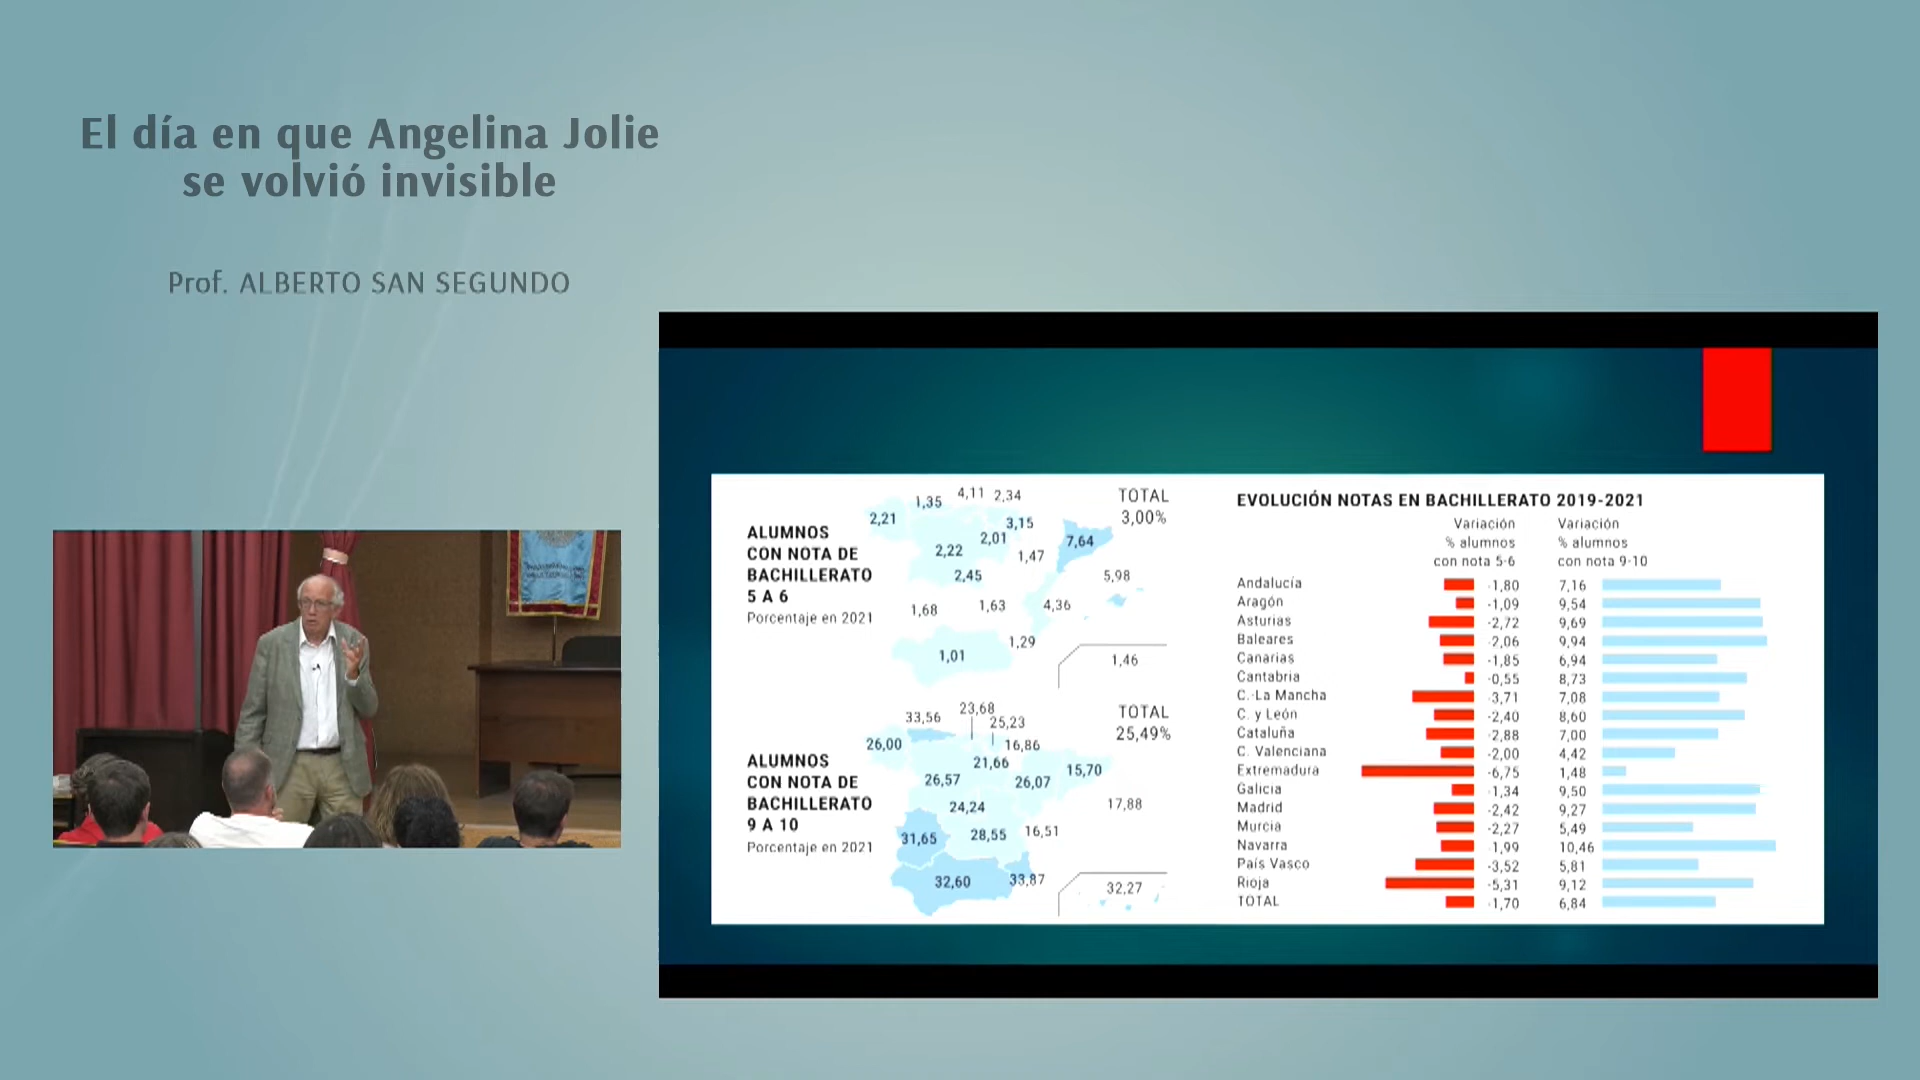 El día en que Angelina Jolie
se volvió invisible
Prof. ALBERTO SAN SEGUNDO
ALUMNOS
CON NOTA DE
BACHILLERATO
5 A 6
Porcentaje en 2021
TOTAL
3,00%
1,35
4,11
2,34
2,21
3,15
2,01
2,22
1,47
7,64
2,45
5,98
1,68
1,63
4,36
1,29
1,01
1,46
ALUMNOS
CON NOTA DE
BACHILLERATO
9 A 10
Porcentaje en 2021
TOTAL
25,49%
23,68
33,56
25,23
26,00
16,86
21,66
26,57
26,07
15,70
24,24
17,88
31,65
28,55
16,51
32,60
33,87
32,27
EVOLUCIÓN NOTAS EN BACHILLERATO 2019-2021
Variación
% alumnos
con nota 5-6
Variación
% alumnos
con nota 9-10
Andalucía -1,80 7,16
Aragón -1,09 9,54
Asturias -2,72 9,69
Baleares -2,06 9,94
Canarias -1,85 6,94
Cantabria -0,55 8,73
C.-La Mancha -3,71 7,08
C. y León -2,40 8,60
Cataluña -2,88 7,00
C. Valenciana -2,00 4,42
Extremadura -6,75 1,48
Galicia -1,34 9,50
Madrid -2,42 9,27
Murcia -2,27 5,49
Navarra -1,99 10,46
País Vasco -3,52 5,81
Rioja -5,31 9,12
TOTAL -1,70 6,84